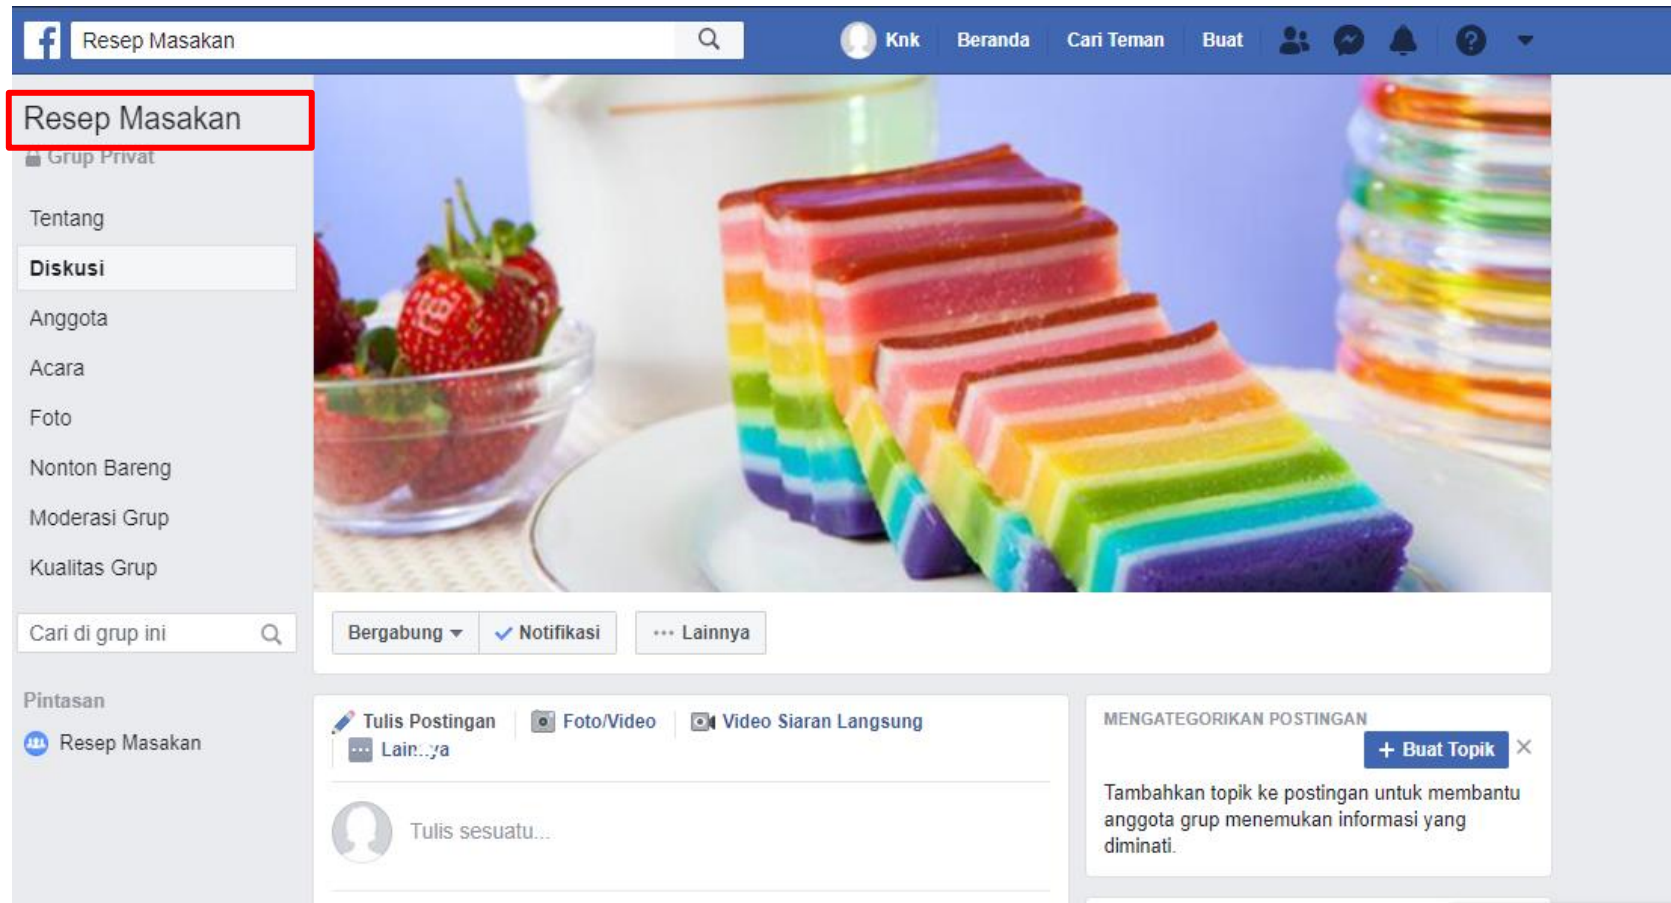 Resep Masakan
Knk Beranda Cari Teman Buat
Resep Masakan
Grup Privat
Tentang
Diskusi
Anggota
Acara
Foto
Nonton Bareng
Moderasi Grup
Kualitas Grup
Cari di grup ini
Pintasan
Resep Masakan
Bergabung Notifikasi ··· Lainnya
Tulis Postingan Foto/Video Video Siaran Langsung
Tulis sesuatu...
MENGATEGORIKAN POSTINGAN
+ Buat Topik
Tambahkan topik ke postingan untuk membantu
anggota grup menemukan informasi yang
diminati.